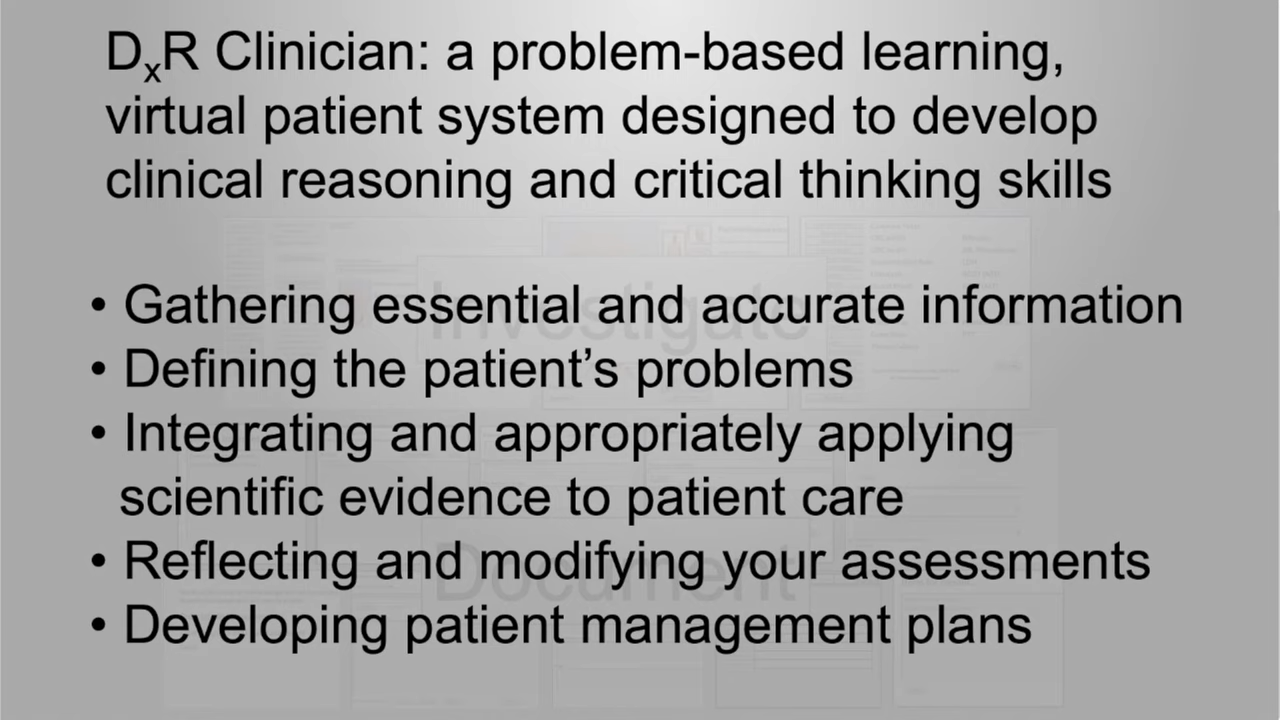 DxR Clinician: a problem-based learning,
virtual patient system designed to develop
clinical reasoning and critical thinking skills
• Gathering essential and accurate information
Investigate
• Defining the patient’s problems
• Integrating and appropriately applying
scientific evidence to patient care
• Reflecting and modifying your assessments
Document
• Developing patient management plans